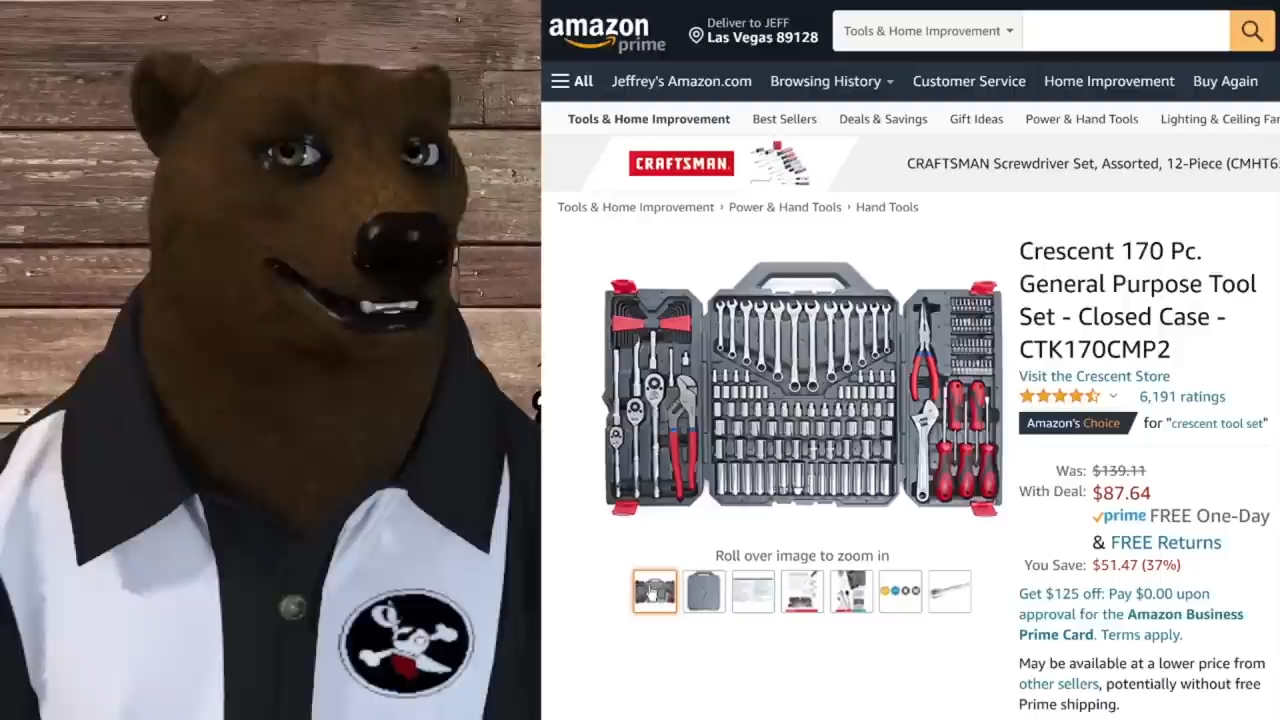 amazon
prime
Deliver to JEFF
Las Vegas 89128
Tools & Home Improvement
All
Jeffrey's Amazon.com
Browsing History
Customer Service
Home Improvement
Buy Again
Tools & Home Improvement
Best Sellers
Deals & Savings
Gift Ideas
Power & Hand Tools
Lighting & Ceiling
CRAFTSMAN
CRAFTSMAN Screwdriver Set, Assorted, 12-Piece
Tools & Home Improvement › Power & Hand Tools › Hand Tools
Crescent 170 Pc.
General Purpose Tool
Set - Closed Case -
CTK170CMP2
Visit the Crescent Store
6,191 ratings
Amazon's Choice for "crescent tool set"
Was: $139.11
With Deal: $87.64
prime FREE One-Day
& FREE Returns
You Save: $51.47 (37%)
Get $125 off: Pay $0.00 upon
approval for the Amazon Business
Prime Card. Terms apply.
May be available at a lower price from
other sellers, potentially without free
Prime shipping.
Roll over image to zoom in